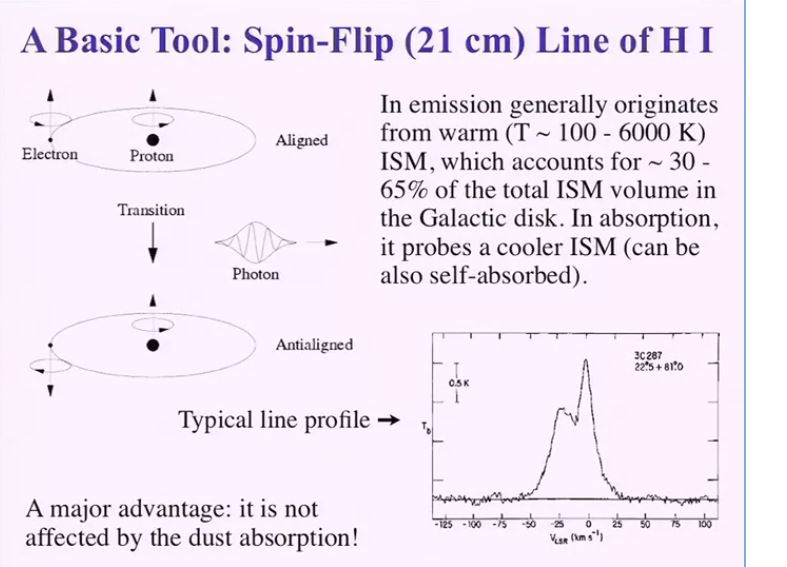 A Basic Tool: Spin-Flip (21 cm) Line of H I
Electron
Proton
Aligned
Transition
Photon
Antialigned
In emission generally originates
from warm (T ~ 100 - 6000 K)
ISM, which accounts for ~ 30 -
65% of the total ISM volume in
the Galactic disk. In absorption,
it probes a cooler ISM (can be
also self-absorbed).
Typical line profile →
3C287
22°.5 + 81°.0
0.5 K
T_b
-125 -100 -75 -50 -25 0 25 50 75 100
V_LSR (km s⁻¹)
A major advantage: it is not
affected by the dust absorption!